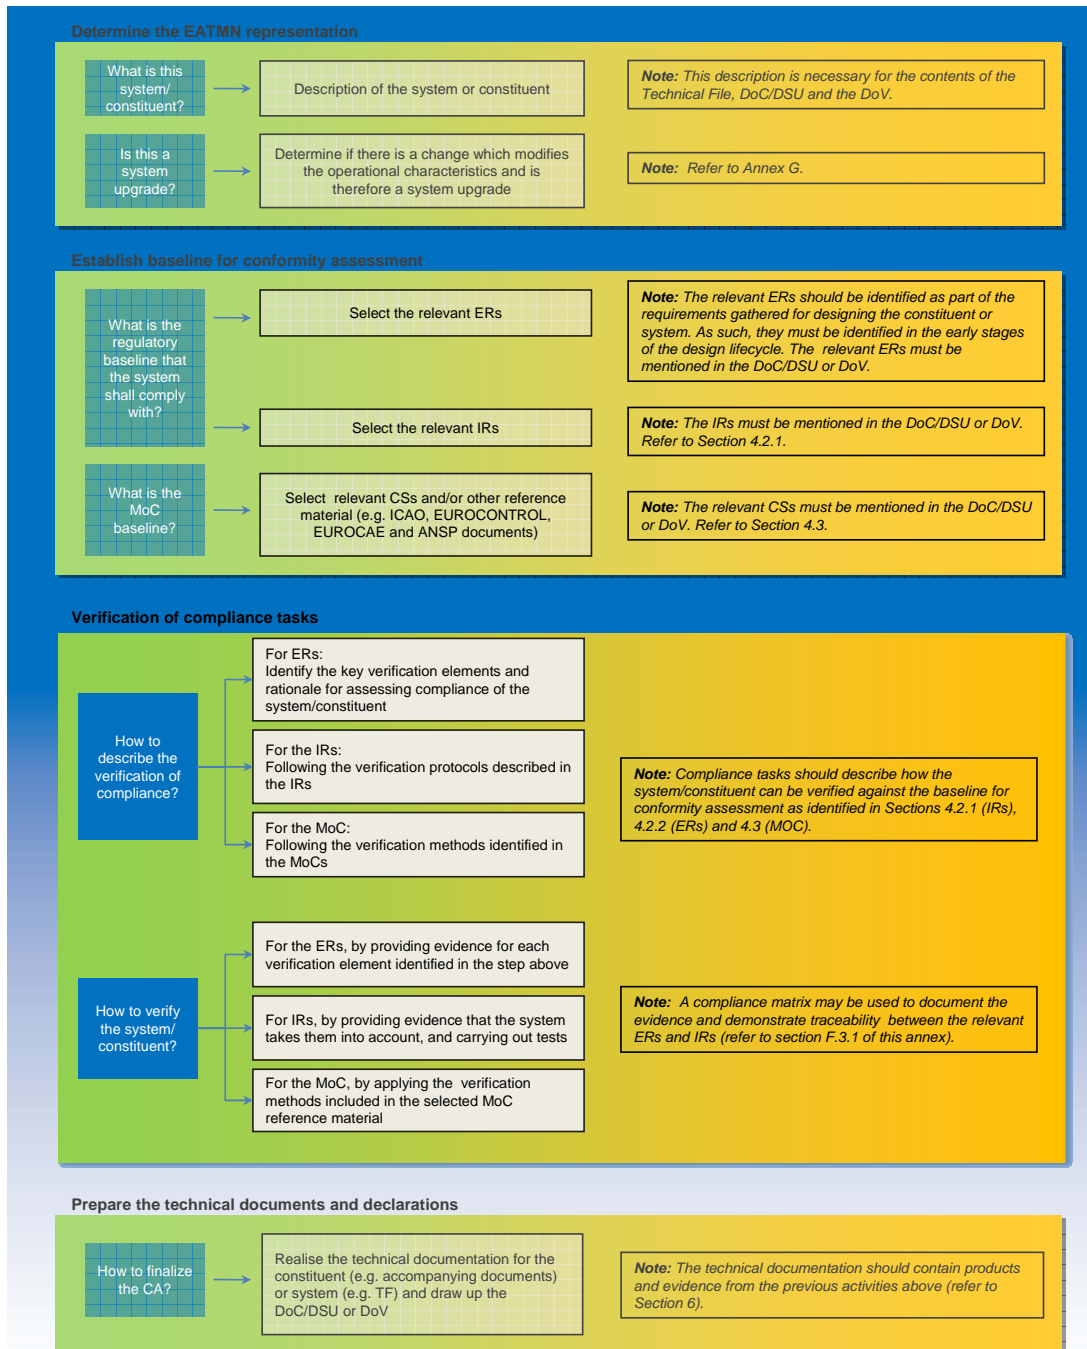 Determine the EATMN representation
What is this
system/
constituent?
Description of the system or constituent
Note: This description is necessary for the contents of the
Technical File, DoC/DSU and the DoV.
Is this a
system
upgrade?
Determine if there is a change which modifies
the operational characteristics and is
therefore a system upgrade
Note: Refer to Annex G.
Establish baseline for conformity assessment
What is the
regulatory
baseline that
the system
shall comply
with?
Select the relevant ERs
Note: The relevant ERs should be identified as part of the
requirements gathered for designing the constituent or
system. As such, they must be identified in the early stages
of the design lifecycle. The relevant ERs must be
mentioned in the DoC/DSU or DoV.
Select the relevant IRs
Note: The IRs must be mentioned in the DoC/DSU or DoV.
Refer to Section 4.2.1.
What is the
MoC
baseline?
Select relevant CSs and/or other reference
material (e.g. ICAO, EUROCONTROL,
EUROCAE and ANSP documents)
Note: The relevant CSs must be mentioned in the DoC/DSU
or DoV. Refer to Section 4.3.
Verification of compliance tasks
How to
describe the
verification of
compliance?
For ERs:
Identify the key verification elements and
rationale for assessing compliance of the
system/constituent
For the IRs:
Following the verification protocols described in
the IRs
For the MoC:
Following the verification methods identified in
the MoCs
Note: Compliance tasks should describe how the
system/constituent can be verified against the baseline for
conformity assessment as identified in Sections 4.2.1 (IRs),
4.2.2 (ERs) and 4.3 (MOC).
How to verify
the system/
constituent?
For the ERs, by providing evidence for each
verification element identified in the step above
For IRs, by providing evidence that the system
takes them into account, and carrying out tests
For the MoC, by applying the verification
methods included in the selected MoC
reference material
Note: A compliance matrix may be used to document the
evidence and demonstrate traceability between the relevant
ERs and IRs (refer to section F.3.1 of this annex).
Prepare the technical documents and declarations
How to finalize
the CA?
Realise the technical documentation for the
constituent (e.g. accompanying documents)
or system (e.g. TF) and draw up the
DoC/DSU or DoV
Note: The technical documentation should contain products
and evidence from the previous activities above (refer to
Section 6).